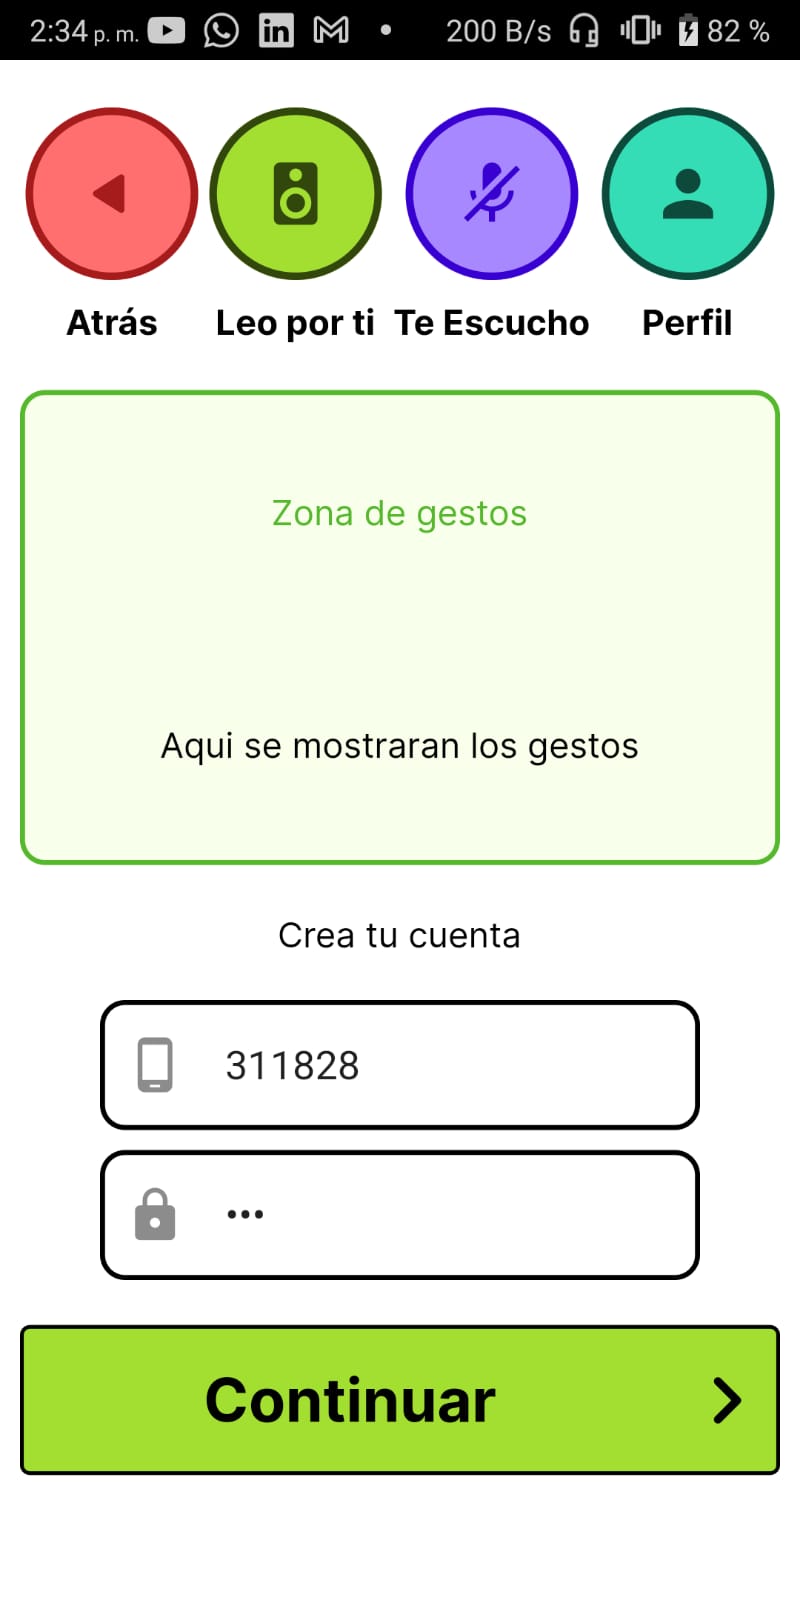 2:34 p. m. in • 200 B/s 82 %
Atrás Leo por ti Te Escucho Perfil
Zona de gestos
Aqui se mostraran los gestos
Crea tu cuenta
311828
•••
Continuar